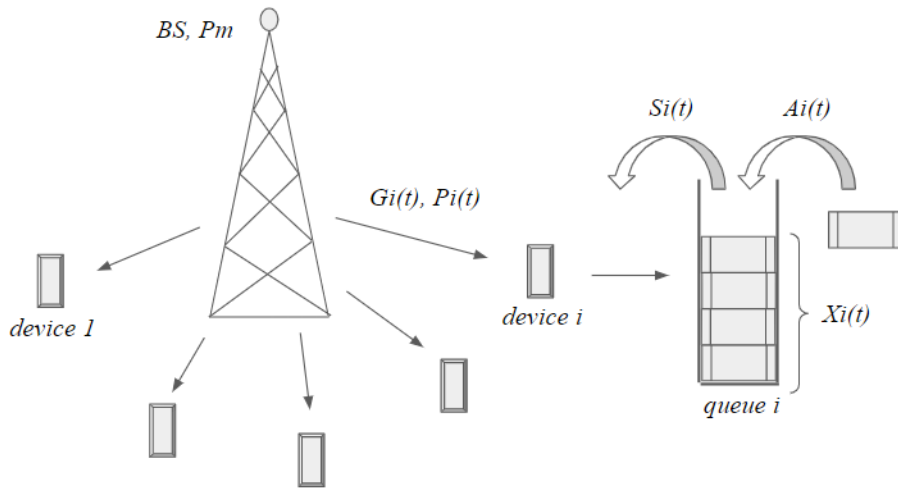 BS, Pm
Si(t)
Ai(t)
Gi(t), Pi(t)
device 1
device i
Xi(t)
queue i